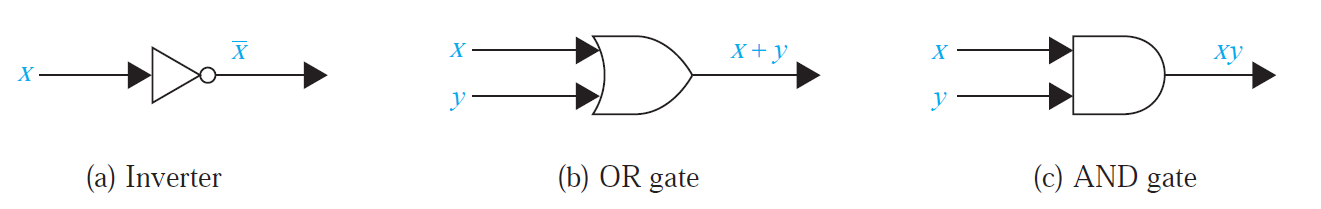 x
x̅
(a) Inverter
x
y
x + y
(b) OR gate
x
y
xy
(c) AND gate